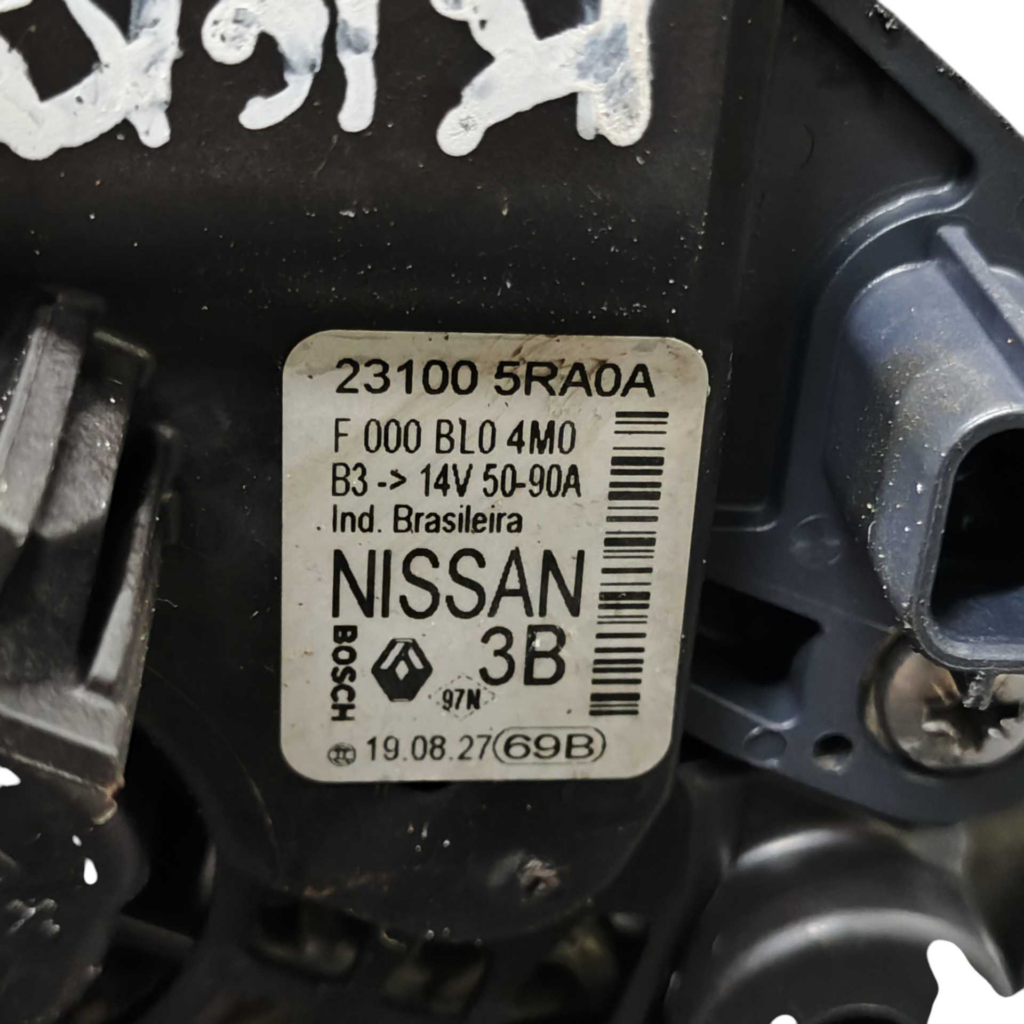 23100 5RA0A
F 000 BL0 4M0
B3 -> 14V 50-90A
Ind. Brasileira
NISSAN
BOSCH
3B
97N
19.08.27 69B